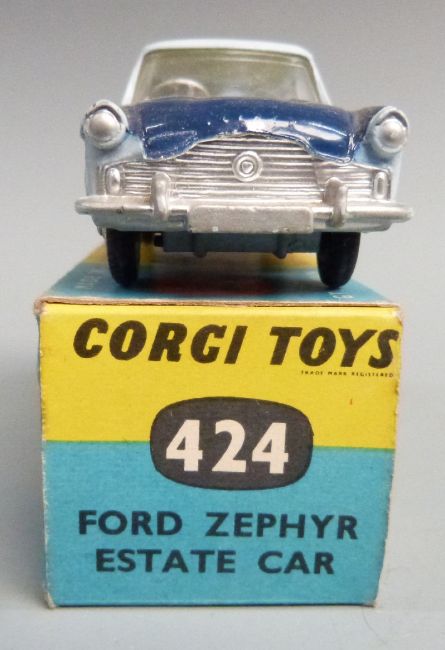 CORGI TOYS
TRADE MARK REGISTERED
424
FORD ZEPHYR
ESTATE CAR